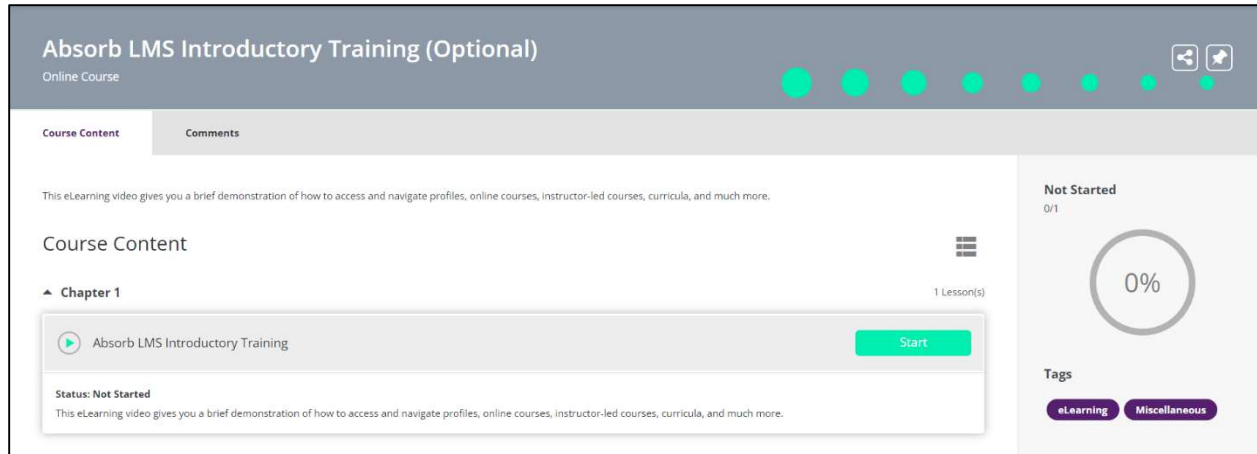 Absorb LMS Introductory Training (Optional)
Online Course
Course Content
Comments
This eLearning video gives you a brief demonstration of how to access and navigate profiles, online courses, instructor-led courses, curricula, and much more.
Course Content
Chapter 1
1 Lesson(s)
Absorb LMS Introductory Training
Start
Status: Not Started
This eLearning video gives you a brief demonstration of how to access and navigate profiles, online courses, instructor-led courses, curricula, and much more.
Not Started
0/1
0%
Tags
eLearning
Miscellaneous